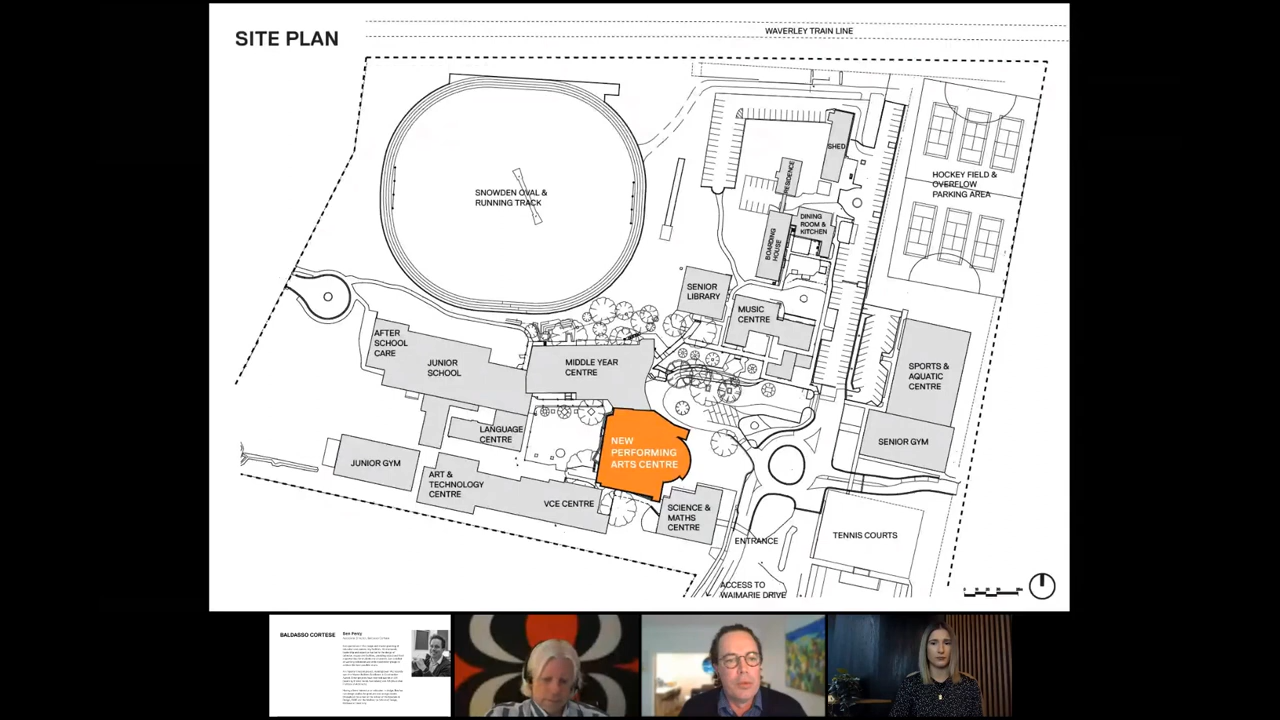 SITE PLAN
WAVERLEY TRAIN LINE
SHED
RESIDENCE
HOCKEY FIELD &
OVERFLOW
PARKING AREA
SNOWDEN OVAL &
RUNNING TRACK
DINING
ROOM &
KITCHEN
BOARDING
HOUSE
SENIOR
LIBRARY
MUSIC
CENTRE
AFTER
SCHOOL
CARE
JUNIOR
SCHOOL
MIDDLE YEAR
CENTRE
SPORTS &
AQUATIC
CENTRE
LANGUAGE
CENTRE
NEW
PERFORMING
ARTS CENTRE
SENIOR GYM
JUNIOR GYM
ART &
TECHNOLOGY
CENTRE
VCE CENTRE
SCIENCE &
MATHS
CENTRE
ENTRANCE
TENNIS COURTS
ACCESS TO
WAIMARIE DRIVE
BALDASSO CORTESE